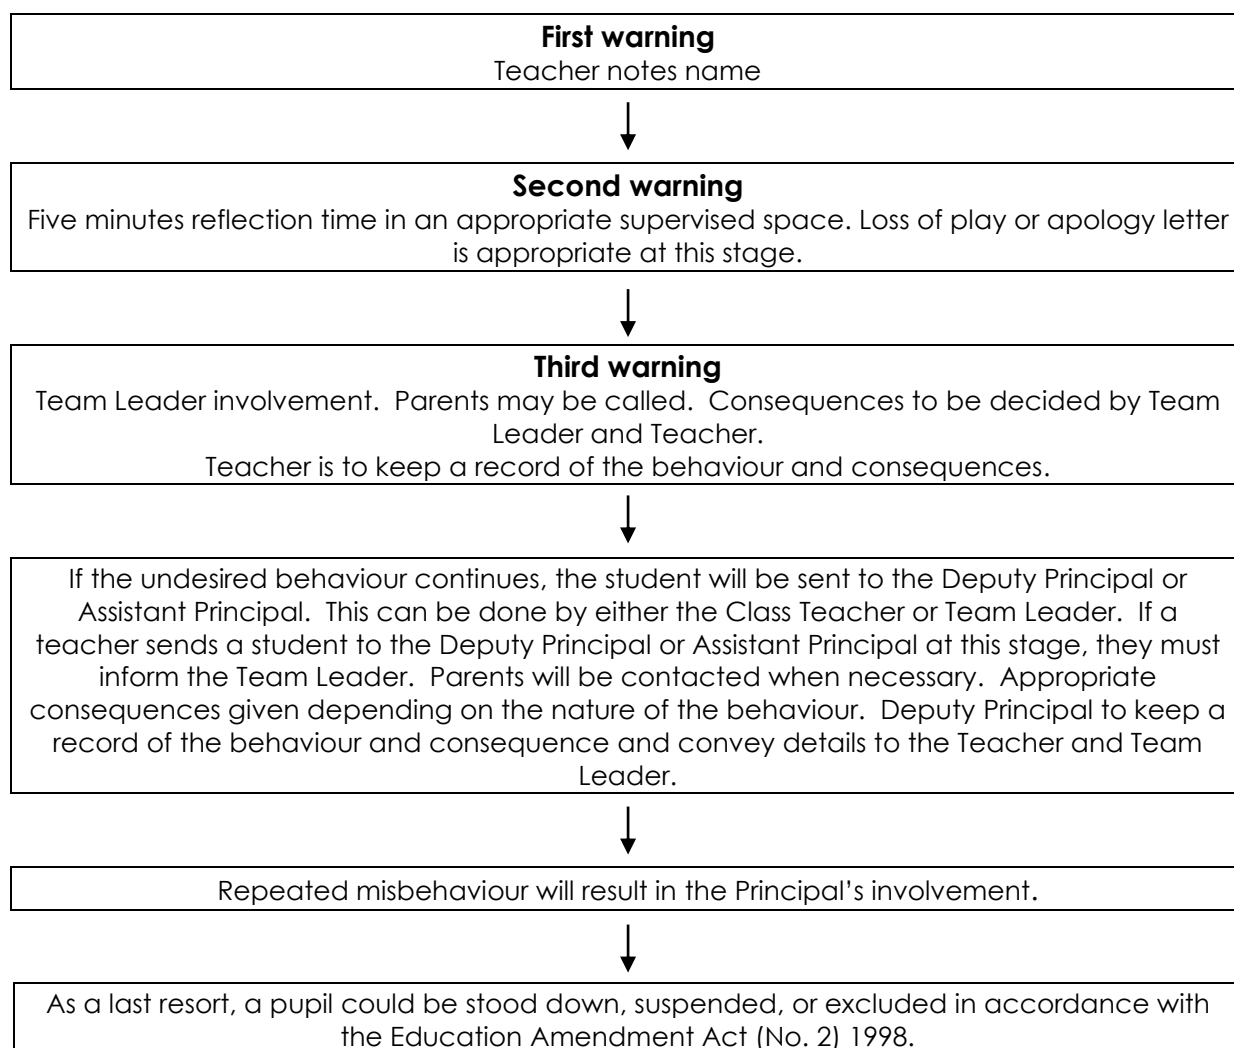 First warning
Teacher notes name
Second warning
Five minutes reflection time in an appropriate supervised space. Loss of play or apology letter
is appropriate at this stage.
Third warning
Team Leader involvement.  Parents may be called.  Consequences to be decided by Team
Leader and Teacher.
Teacher is to keep a record of the behaviour and consequences.
If the undesired behaviour continues, the student will be sent to the Deputy Principal or
Assistant Principal.  This can be done by either the Class Teacher or Team Leader.  If a
teacher sends a student to the Deputy Principal or Assistant Principal at this stage, they must
inform the Team Leader.  Parents will be contacted when necessary.  Appropriate
consequences given depending on the nature of the behaviour.  Deputy Principal to keep a
record of the behaviour and consequence and convey details to the Teacher and Team
Leader.
Repeated misbehaviour will result in the Principal’s involvement.
As a last resort, a pupil could be stood down, suspended, or excluded in accordance with
the Education Amendment Act (No. 2) 1998.